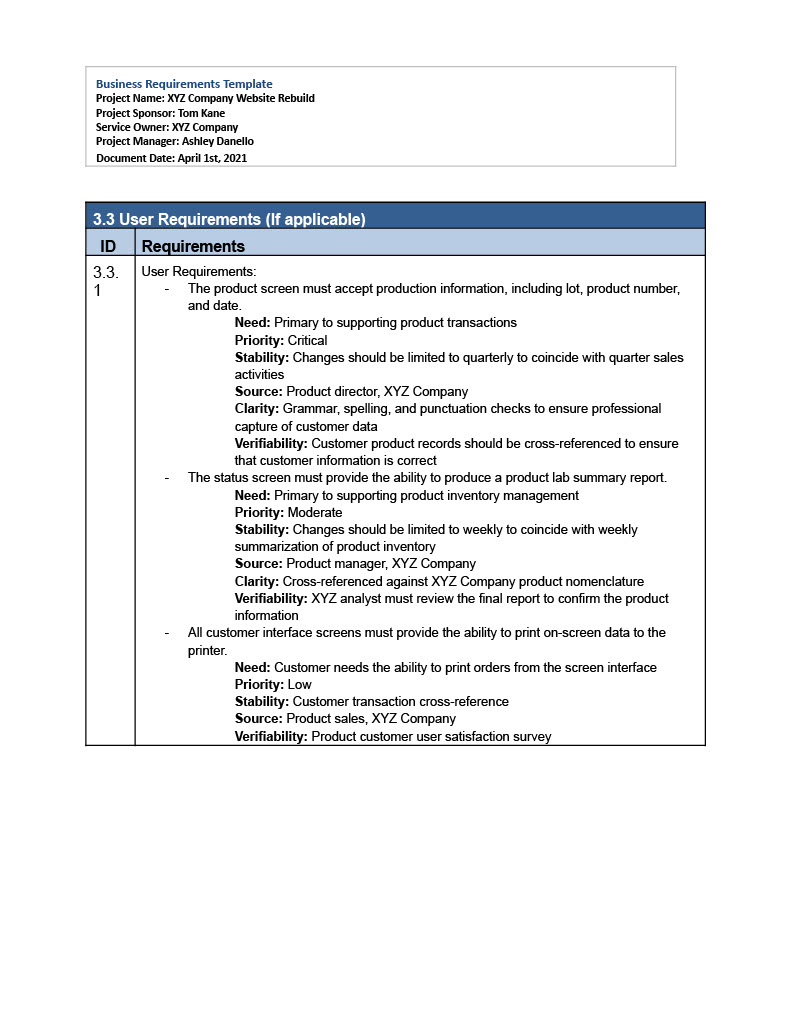 Business Requirements Template
Project Name: XYZ Company Website Rebuild
Project Sponsor: Tom Kane
Service Owner: XYZ Company
Project Manager: Ashley Danello
Document Date: April 1st, 2021
3.3 User Requirements (If applicable)
ID Requirements
3.3.
1
User Requirements:
- The product screen must accept production information, including lot, product number,
and date.
Need: Primary to supporting product transactions
Priority: Critical
Stability: Changes should be limited to quarterly to coincide with quarter sales
activities
Source: Product director, XYZ Company
Clarity: Grammar, spelling, and punctuation checks to ensure professional
capture of customer data
Verifiability: Customer product records should be cross-referenced to ensure
that customer information is correct
- The status screen must provide the ability to produce a product lab summary report.
Need: Primary to supporting product inventory management
Priority: Moderate
Stability: Changes should be limited to weekly to coincide with weekly
summarization of product inventory
Source: Product manager, XYZ Company
Clarity: Cross-referenced against XYZ Company product nomenclature
Verifiability: XYZ analyst must review the final report to confirm the product
information
- All customer interface screens must provide the ability to print on-screen data to the
printer.
Need: Customer needs the ability to print orders from the screen interface
Priority: Low
Stability: Customer transaction cross-reference
Source: Product sales, XYZ Company
Verifiability: Product customer user satisfaction survey